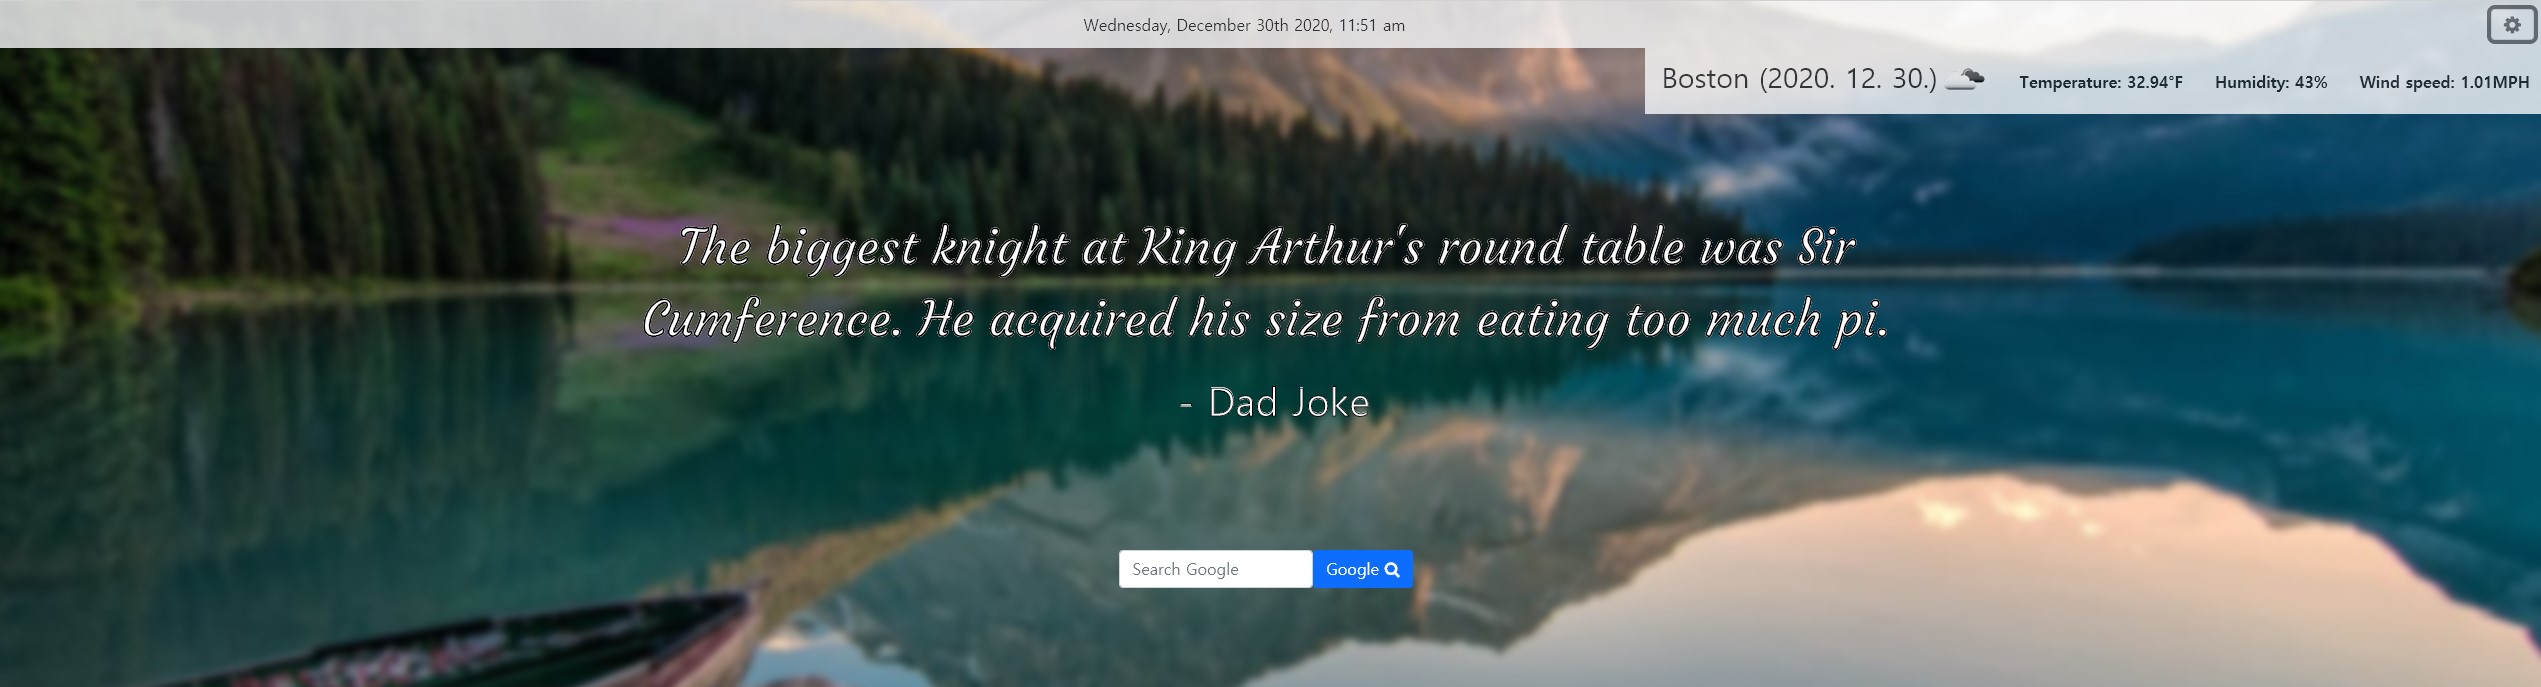 Wednesday, December 30th 2020, 11:51 am
Boston (2020. 12. 30.) Temperature: 32.94°F Humidity: 43% Wind speed: 1.01MPH
The biggest knight at King Arthur's round table was Sir
Cumference. He acquired his size from eating too much pi.
- Dad Joke
Search Google Google